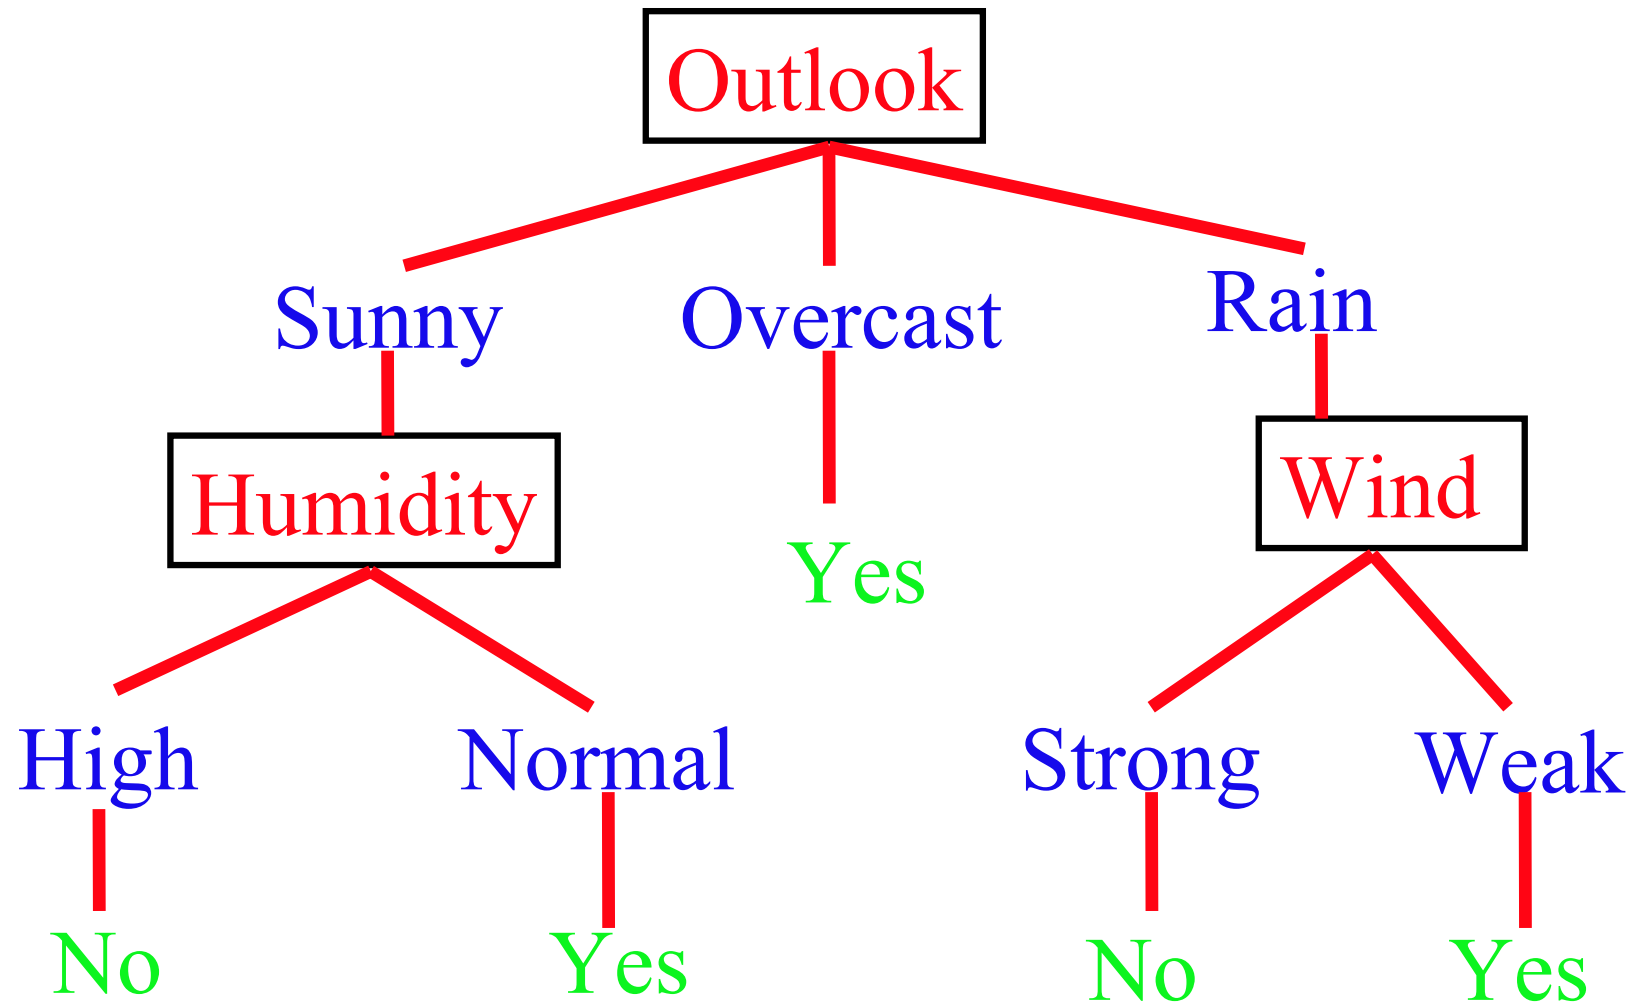 Outlook
Sunny Overcast Rain
Humidity Wind
Yes
High Normal Strong Weak
No Yes No Yes